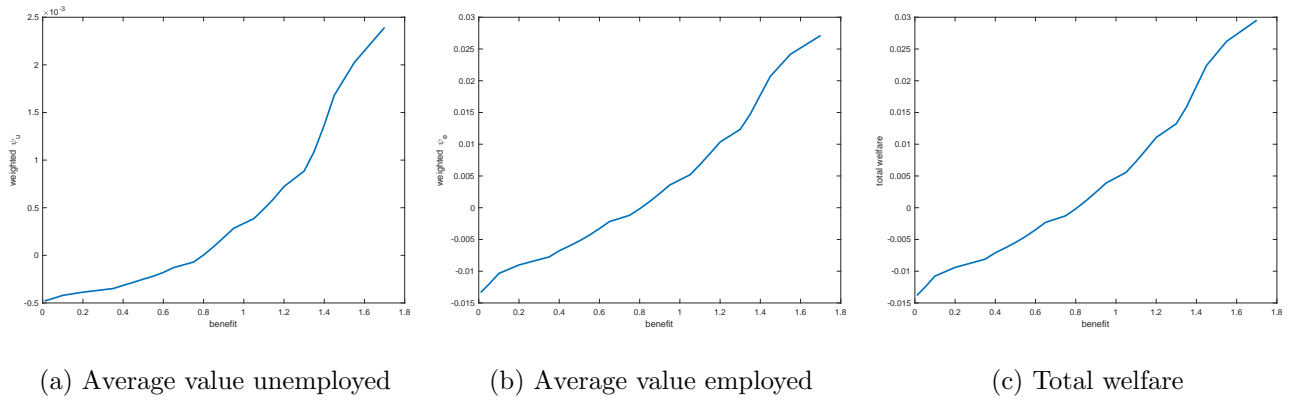 ×10⁻³
2.5
2
1.5
1
0.5
0
-0.5
weighted ψ_u
0 0.2 0.4 0.6 0.8 1 1.2 1.4 1.6 1.8
benefit
0.03
0.025
0.02
0.015
0.01
0.005
0
-0.005
-0.01
-0.015
weighted ψ_e
0 0.2 0.4 0.6 0.8 1 1.2 1.4 1.6 1.8
benefit
0.03
0.025
0.02
0.015
0.01
0.005
0
-0.005
-0.01
-0.015
total welfare
0 0.2 0.4 0.6 0.8 1 1.2 1.4 1.6 1.8
benefit
(a) Average value unemployed
(b) Average value employed
(c) Total welfare